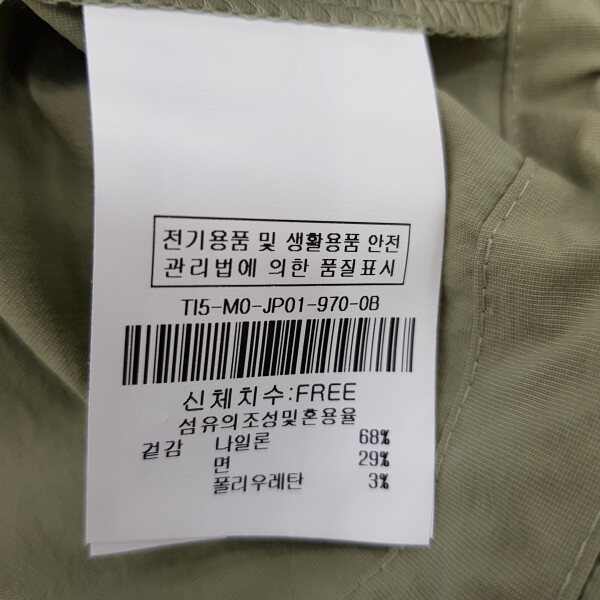 전기용품 및 생활용품 안전
관리법에 의한 품질표시
TI5-M0-JP01-970-0B
신체치수:FREE
섬유의조성및혼용율
겉감 나일론 68%
면 29%
폴리우레탄 3%